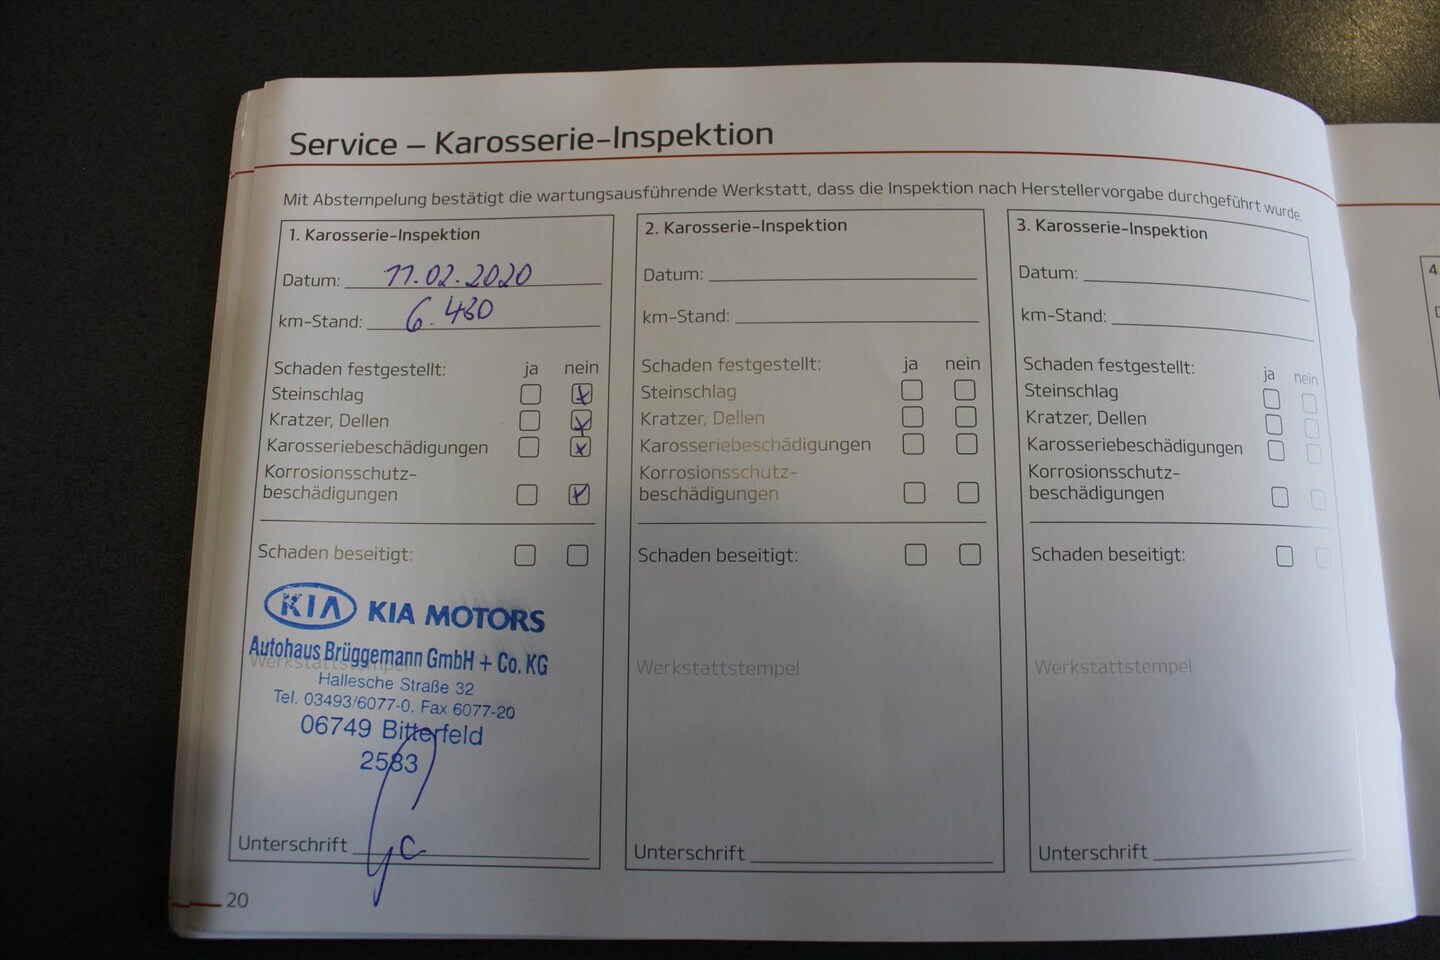 Service – Karosserie-Inspektion
Mit Abstempelung bestätigt die wartungsausführende Werkstatt, dass die Inspektion nach Herstellervorgabe durchgeführt wurde.
1. Karosserie-Inspektion
Datum: 11.02.2020
km-Stand: 6.480
Schaden festgestellt: ja nein
Steinschlag
Kratzer, Dellen
Karosseriebeschädigungen
Korrosionsschutz-
beschädigungen
Schaden beseitigt:
KIA KIA MOTORS
Autohaus Brüggemann GmbH + Co. KG
Werkstattstempel
Hallesche Straße 32
Tel. 03493/6077-0. Fax 6077-20
06749 Bitterfeld
2583
Unterschrift
2. Karosserie-Inspektion
Datum:
km-Stand:
Schaden festgestellt: ja nein
Steinschlag
Kratzer, Dellen
Karosseriebeschädigungen
Korrosionsschutz-
beschädigungen
Schaden beseitigt:
Werkstattstempel
Unterschrift
3. Karosserie-Inspektion
Datum:
km-Stand:
Schaden festgestellt: ja nein
Steinschlag
Kratzer, Dellen
Karosseriebeschädigungen
Korrosionsschutz-
beschädigungen
Schaden beseitigt:
Werkstattstempel
Unterschrift
4.
20